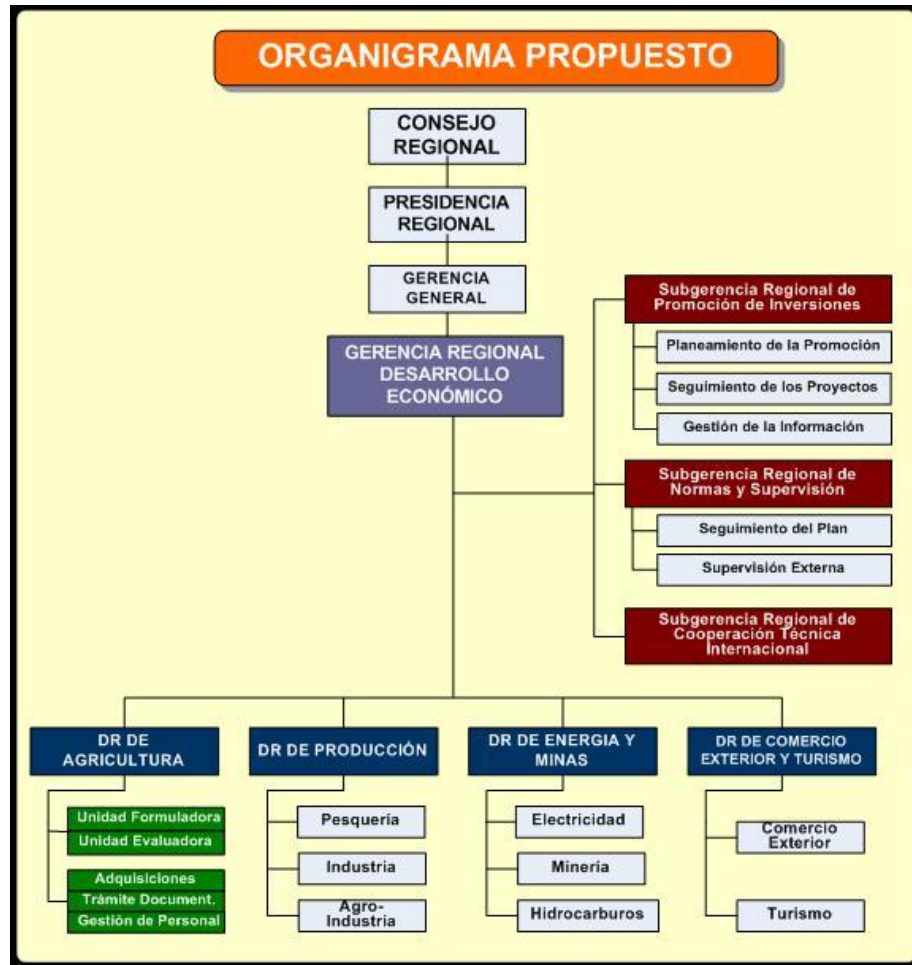 ORGANIGRAMA PROPUESTO
CONSEJO
REGIONAL
PRESIDENCIA
REGIONAL
GERENCIA
GENERAL
GERENCIA REGIONAL
DESARROLLO
ECONÓMICO
Subgerencia Regional de
Promoción de Inversiones
Planeamiento de la Promoción
Seguimiento de los Proyectos
Gestión de la Información
Subgerencia Regional de
Normas y Supervisión
Seguimiento del Plan
Supervisión Externa
Subgerencia Regional de
Cooperación Técnica
Internacional
DR DE
AGRICULTURA
Unidad Formuladora
Unidad Evaluadora
Adquisiciones
Trámite Document.
Gestión de Personal
DR DE PRODUCCIÓN
Pesquería
Industria
Agro-
Industria
DR DE ENERGIA Y
MINAS
Electricidad
Minería
Hidrocarburos
DR DE COMERCIO
EXTERIOR Y TURISMO
Comercio
Exterior
Turismo